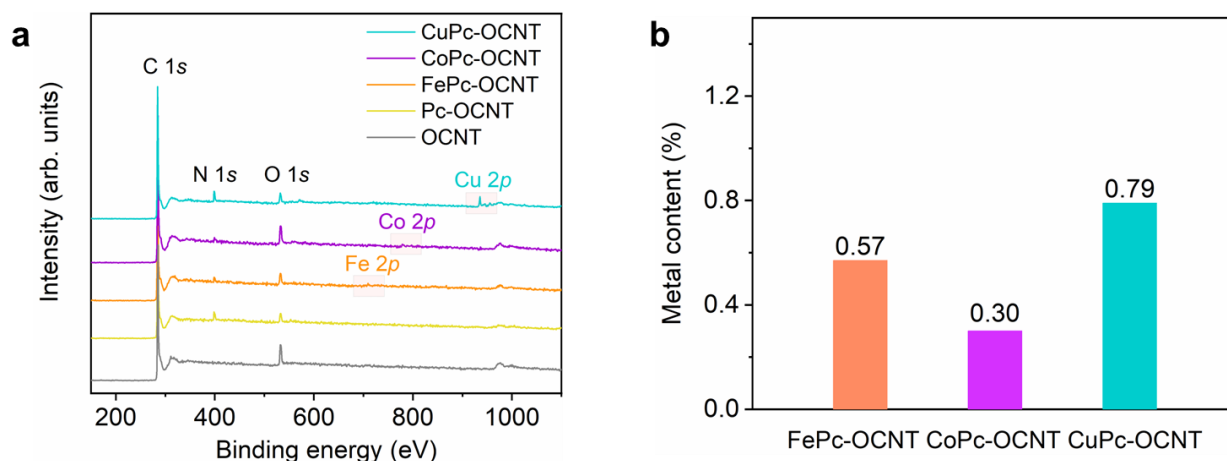 a
Intensity (arb. units)
CuPc-OCNT
CoPc-OCNT
FePc-OCNT
Pc-OCNT
OCNT
C 1s
N 1s
O 1s
Cu 2p
Co 2p
Fe 2p
200 400 600 800 1000
Binding energy (eV)
b
Metal content (%)
1.2
0.8
0.4
0.0
0.57
0.30
0.79
FePc-OCNT CoPc-OCNT CuPc-OCNT